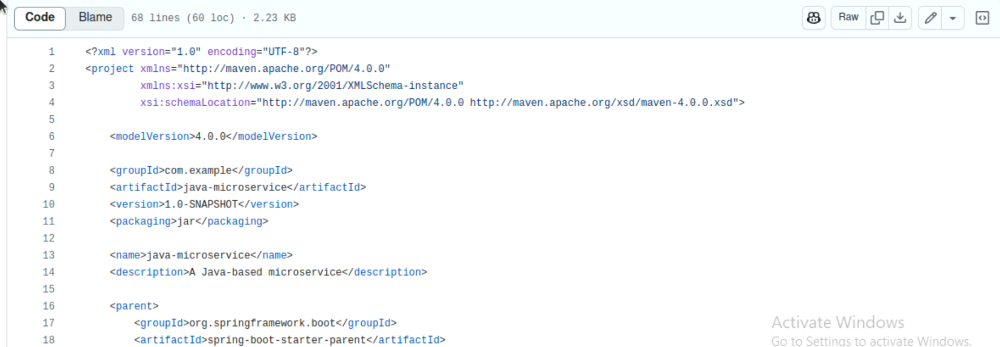 Code Blame 68 lines (60 loc) · 2.23 KB Raw
1 <?xml version="1.0" encoding="UTF-8"?>
2 <project xmlns="http://maven.apache.org/POM/4.0.0"
3 xmlns:xsi="http://www.w3.org/2001/XMLSchema-instance"
4 xsi:schemaLocation="http://maven.apache.org/POM/4.0.0 http://maven.apache.org/xsd/maven-4.0.0.xsd">
5
6 <modelVersion>4.0.0</modelVersion>
7
8 <groupId>com.example</groupId>
9 <artifactId>java-microservice</artifactId>
10 <version>1.0-SNAPSHOT</version>
11 <packaging>jar</packaging>
12
13 <name>java-microservice</name>
14 <description>A Java-based microservice</description>
15
16 <parent>
17 <groupId>org.springframework.boot</groupId>
18 <artifactId>spring-boot-starter-parent</artifactId>
Activate Windows
Go to Settings to activate Windows.